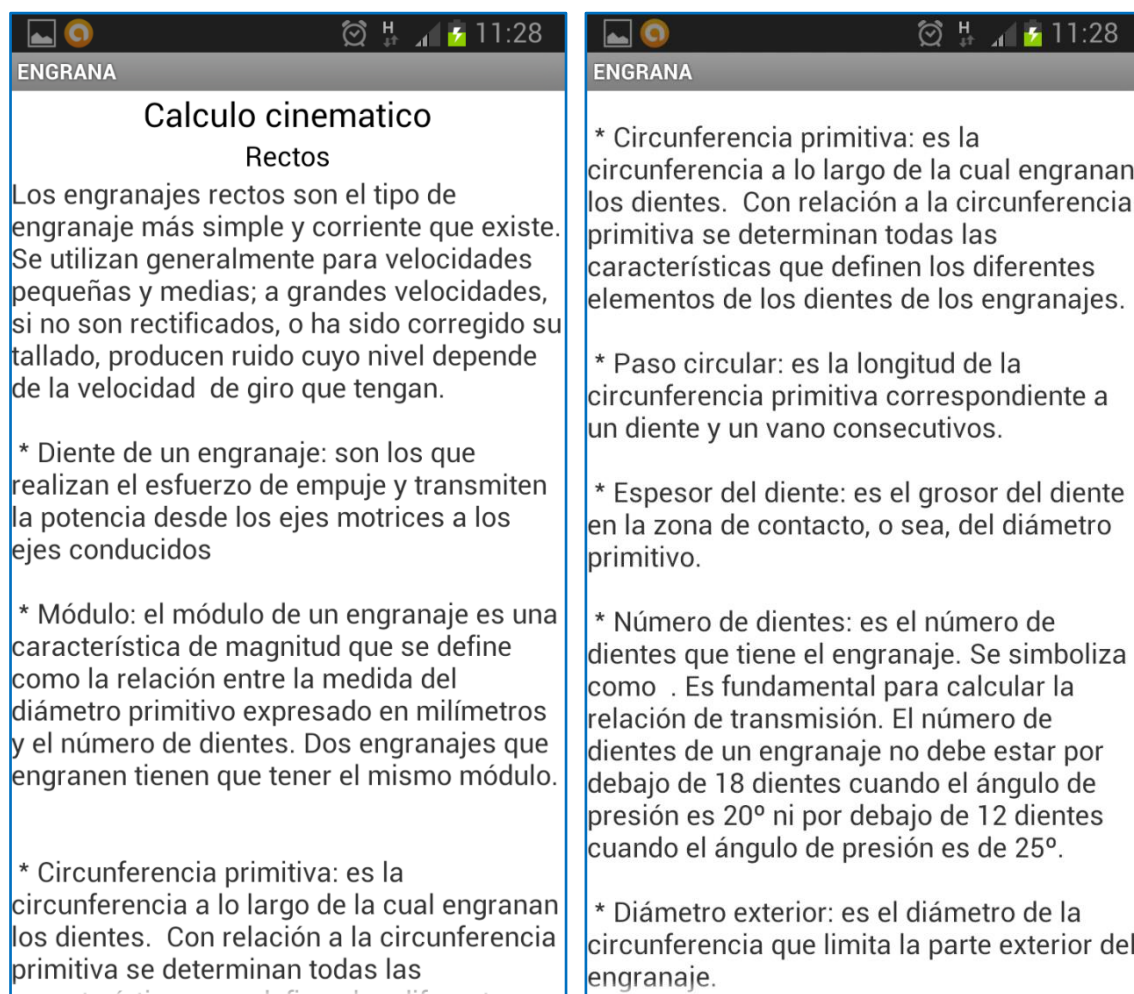 11:28
ENGRANA
Calculo cinematico
Rectos
Los engranajes rectos son el tipo de
engranaje más simple y corriente que existe.
Se utilizan generalmente para velocidades
pequeñas y medias; a grandes velocidades,
si no son rectificados, o ha sido corregido su
tallado, producen ruido cuyo nivel depende
de la velocidad  de giro que tengan.
* Diente de un engranaje: son los que
realizan el esfuerzo de empuje y transmiten
la potencia desde los ejes motrices a los
ejes conducidos
* Módulo: el módulo de un engranaje es una
característica de magnitud que se define
como la relación entre la medida del
diámetro primitivo expresado en milímetros
y el número de dientes. Dos engranajes que
engranen tienen que tener el mismo módulo.
* Circunferencia primitiva: es la
circunferencia a lo largo de la cual engranan
los dientes.  Con relación a la circunferencia
primitiva se determinan todas las
H 11:28
ENGRANA
* Circunferencia primitiva: es la
circunferencia a lo largo de la cual engranan
los dientes.  Con relación a la circunferencia
primitiva se determinan todas las
características que definen los diferentes
elementos de los dientes de los engranajes.
* Paso circular: es la longitud de la
circunferencia primitiva correspondiente a
un diente y un vano consecutivos.
* Espesor del diente: es el grosor del diente
en la zona de contacto, o sea, del diámetro
primitivo.
* Número de dientes: es el número de
dientes que tiene el engranaje. Se simboliza
como  . Es fundamental para calcular la
relación de transmisión. El número de
dientes de un engranaje no debe estar por
debajo de 18 dientes cuando el ángulo de
presión es 20º ni por debajo de 12 dientes
cuando el ángulo de presión es de 25º.
* Diámetro exterior: es el diámetro de la
circunferencia que limita la parte exterior del
engranaje.